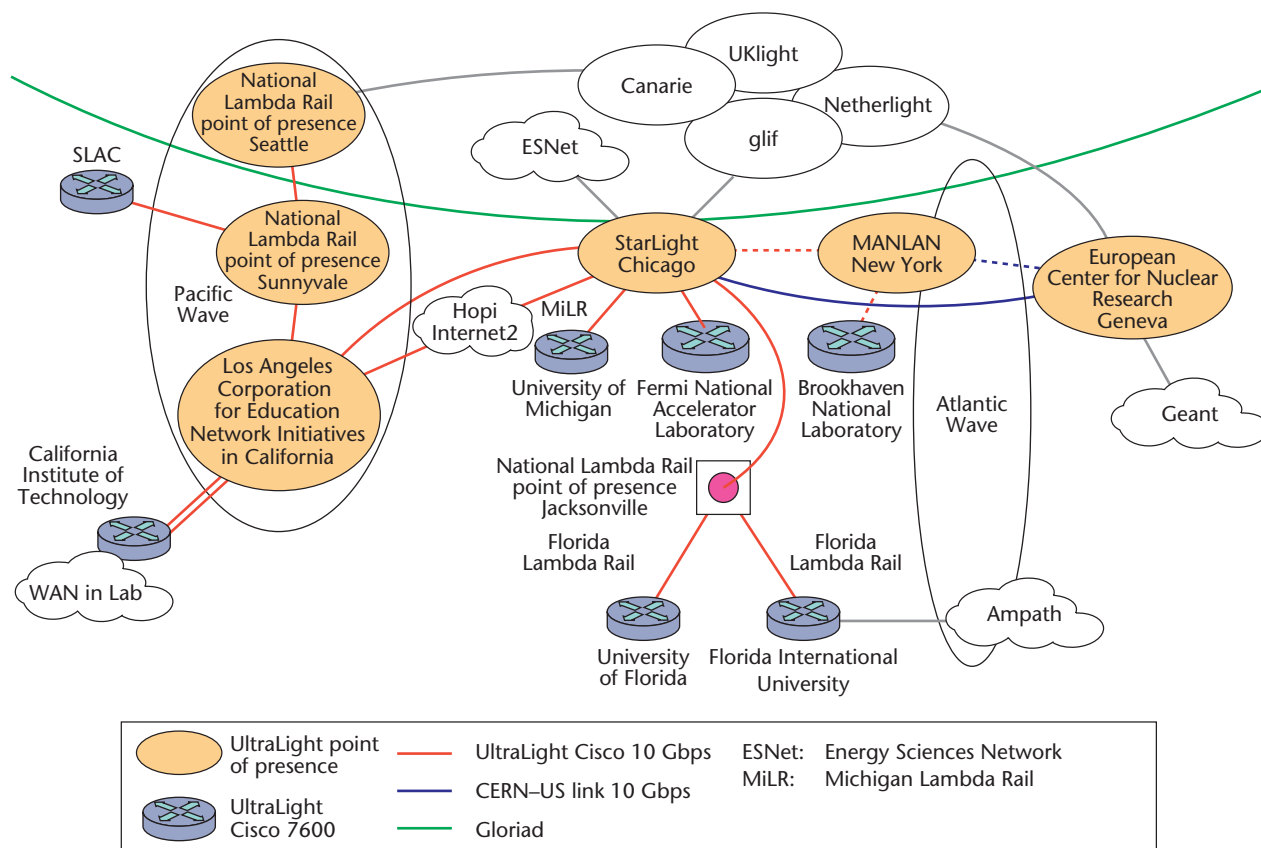 National
Lambda Rail
point of presence
Seattle
SLAC
National
Lambda Rail
point of presence
Sunnyvale
Pacific
Wave
Los Angeles
Corporation
for Education
Network Initiatives
in California
California
Institute of
Technology
WAN in Lab
UKlight
Canarie
Netherlight
glif
ESNet
StarLight
Chicago
MANLAN
New York
European
Center for Nuclear
Research
Geneva
Hopi
Internet2
MiLR
University of
Michigan
Fermi National
Accelerator
Laboratory
Brookhaven
National
Laboratory
Atlantic
Wave
Geant
National Lambda Rail
point of presence
Jacksonville
Florida
Lambda Rail
Florida
Lambda Rail
University
of Florida
Florida International
University
Ampath
UltraLight point
of presence
UltraLight
Cisco 7600
UltraLight Cisco 10 Gbps
CERN–US link 10 Gbps
Gloriad
ESNet: Energy Sciences Network
MiLR: Michigan Lambda Rail